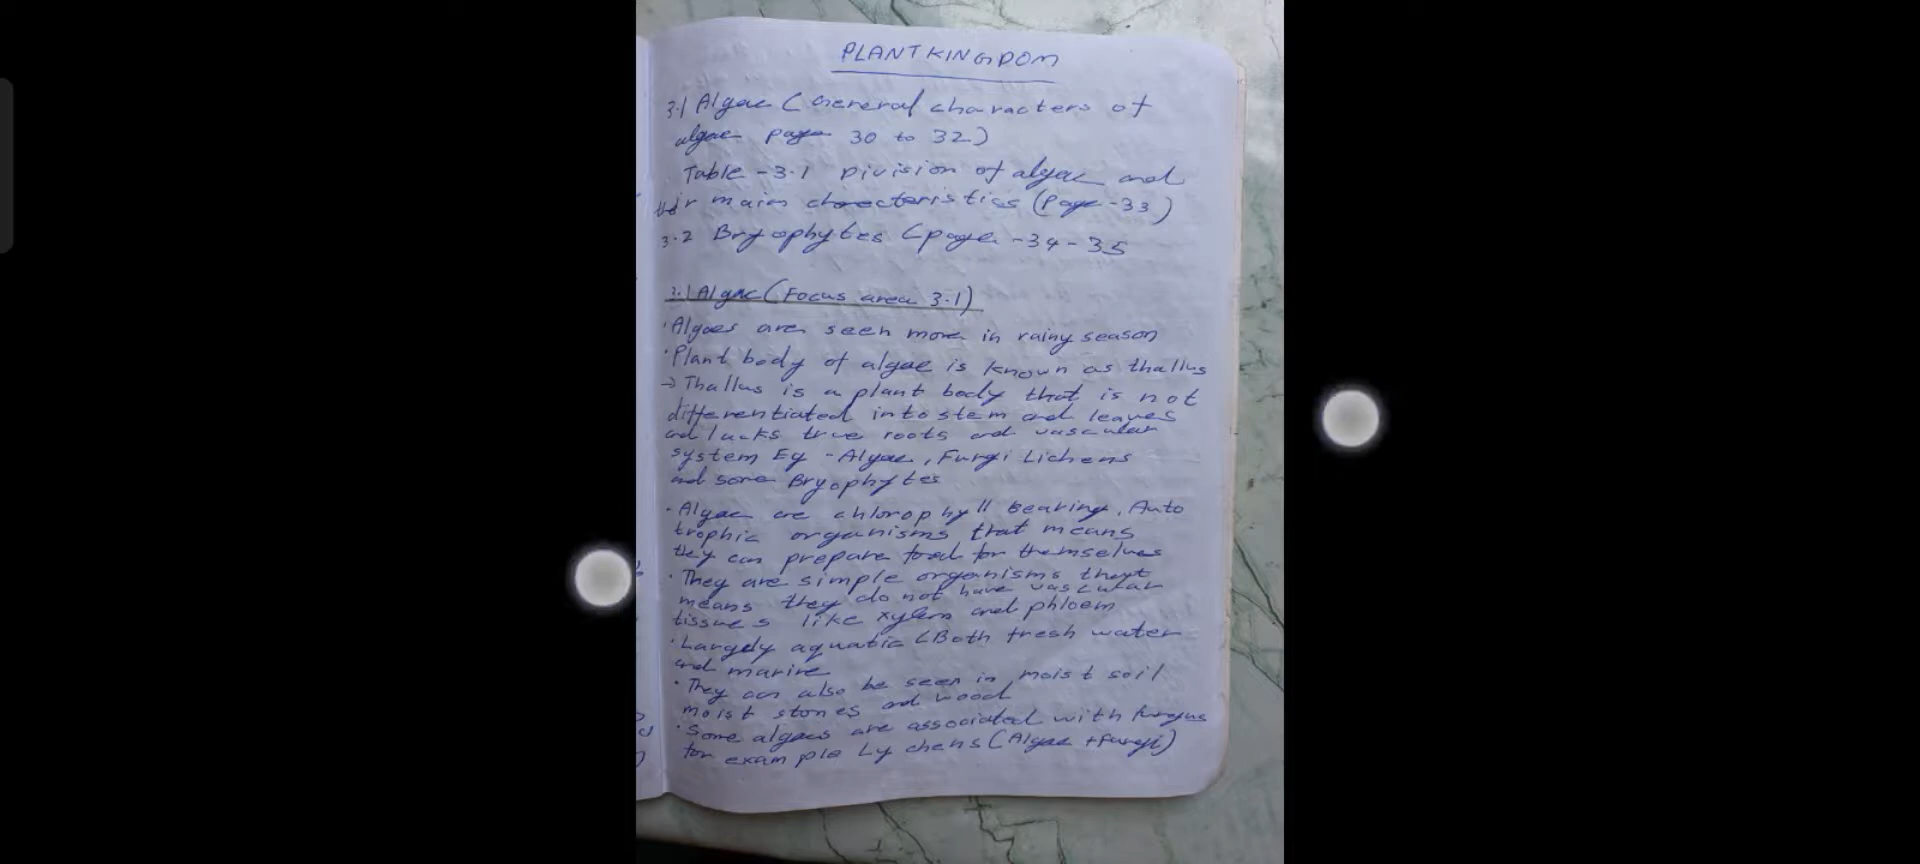 PLANT KINGDOM
3.1 Algae (General characters of
algae page 30 to 32)
Table -3.1 Division of algae and
their main charecteristics (Page -33)
3.2 Bryophytes (page -34-35
3.1 Algae (Focus area 3.1)
·Algaes are seen more in rainy season
·Plant body of algae is known as thallus
→ Thallus is a plant body that is not
differentiated into stem and leaves
and lacks true roots and vascular
system Eg -Algae, Fungi Lichens
and some Bryophytes
·Algae are chlorophyll bearing, Auto
trophic organisms that means
they can prepare food for themselves
·They are simple organisms that
means they do not have vascular
tissues like xylem and phloem
·Largely aquatic (Both fresh water
and marine
·They can also be seen in moist soil
moist stones and wood
·Some algaes are associated with fungus
for example Ly chens (Algae + Fungi)